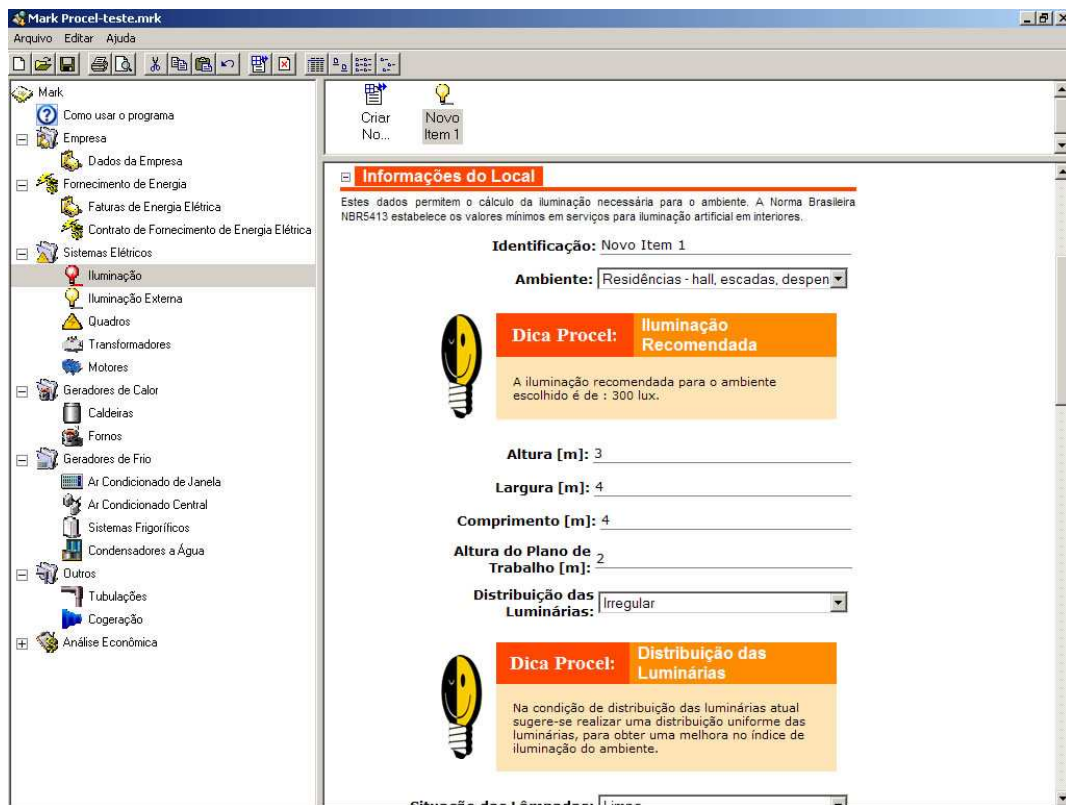 Mark Procel-teste.mrk
Arquivo Editar Ajuda
Mark
Como usar o programa
Empresa
Dados da Empresa
Fornecimento de Energia
Faturas de Energia Elétrica
Contrato de Fornecimento de Energia Elétrica
Sistemas Elétricos
Iluminação
Iluminação Externa
Quadros
Transformadores
Motores
Geradores de Calor
Caldeiras
Fornos
Geradores de Frio
Ar Condicionado de Janela
Ar Condicionado Central
Sistemas Frigoríficos
Condensadores a Água
Outros
Tubulações
Cogeração
Análise Econômica
Criar
No...
Novo
Item 1
Informações do Local
Estes dados permitem o cálculo da iluminação necessária para o ambiente. A Norma Brasileira
NBR5413 estabelece os valores mínimos em serviços para iluminação artificial em interiores.
Identificação: Novo Item 1
Ambiente: Residências - hall, escadas, despen
Dica Procel:
Iluminação
Recomendada
A iluminação recomendada para o ambiente
escolhido é de : 300 lux.
Altura [m]: 3
Largura [m]: 4
Comprimento [m]: 4
Altura do Plano de
Trabalho [m]: 2
Distribuição das
Luminárias: Irregular
Dica Procel:
Distribuição das
Luminárias
Na condição de distribuição das luminárias atual
sugere-se realizar uma distribuição uniforme das
luminárias, para obter uma melhora no índice de
iluminação do ambiente.
Situação das Lâmpadas: